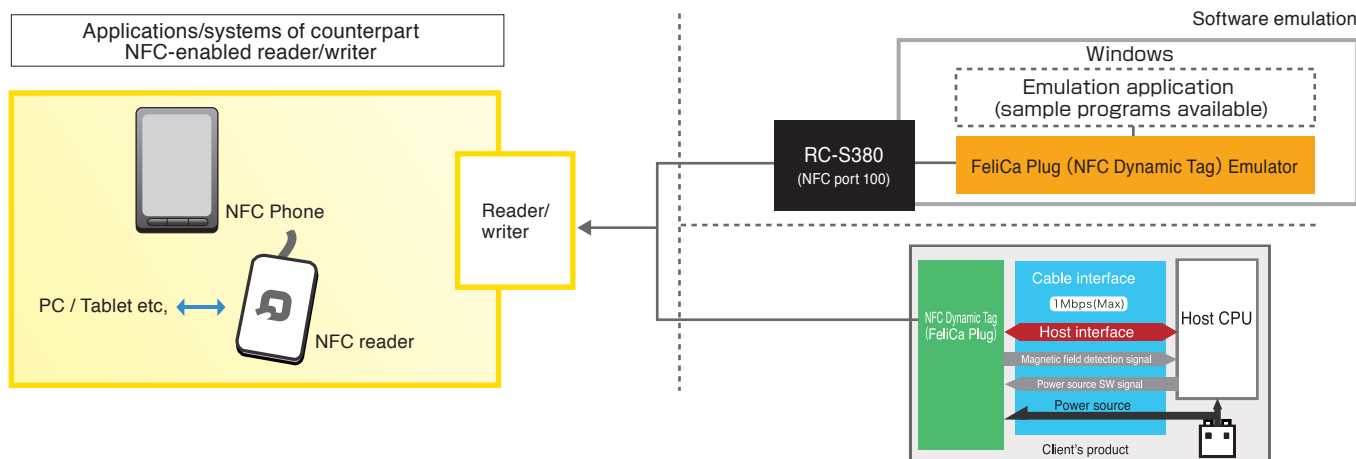 Applications/systems of counterpart
NFC-enabled reader/writer
NFC Phone
PC / Tablet etc,
NFC reader
Reader/
writer
Software emulation
Windows
Emulation application
(sample programs available)
RC-S380
(NFC port 100)
FeliCa Plug (NFC Dynamic Tag) Emulator
NFC Dynamic Tag
(FeliCa Plug)
Cable interface
1Mbps(Max)
Host interface
Magnetic field detection signal
Power source SW signal
Power source
Host CPU
Client's product